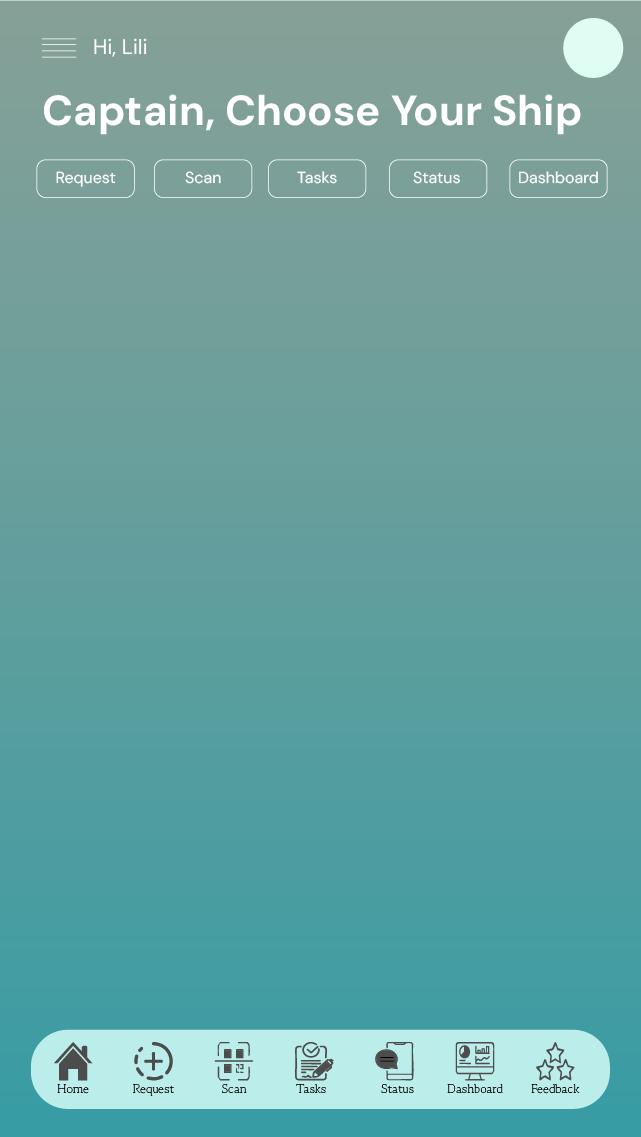 Hi, Lili
Captain, Choose Your Ship
Request Scan Tasks Status Dashboard
Home Request Scan Tasks Status Dashboard Feedback